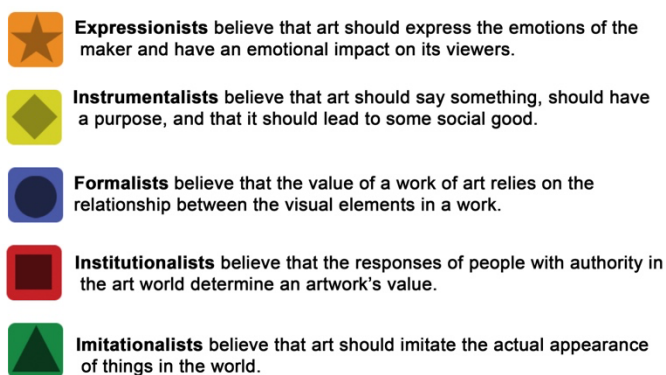 Expressionists believe that art should express the emotions of the
maker and have an emotional impact on its viewers.
Instrumentalists believe that art should say something, should have
a purpose, and that it should lead to some social good.
Formalists believe that the value of a work of art relies on the
relationship between the visual elements in a work.
Institutionalists believe that the responses of people with authority in
the art world determine an artwork’s value.
Imitationalists believe that art should imitate the actual appearance
of things in the world.